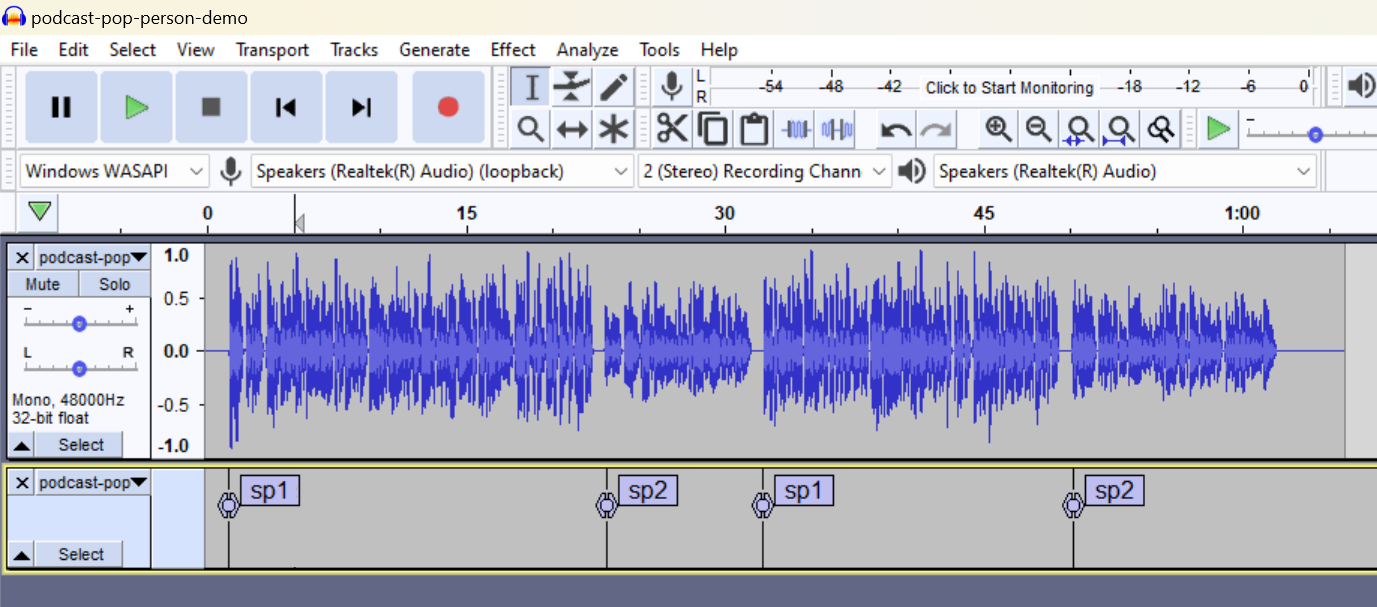 podcast-pop-person-demo
File Edit Select View Transport Tracks Generate Effect Analyze Tools Help
L
R
-54 -48 -42 Click to Start Monitoring -18 -12 -6 0
Windows WASAPI Speakers (Realtek(R) Audio) (loopback) 2 (Stereo) Recording Chann Speakers (Realtek(R) Audio)
0 15 30 45 1:00
podcast-pop
Mute Solo
- +
L R
Mono, 48000Hz
32-bit float
Select
1.0
0.5
0.0
-0.5
-1.0
podcast-pop
Select
sp1 sp2 sp1 sp2